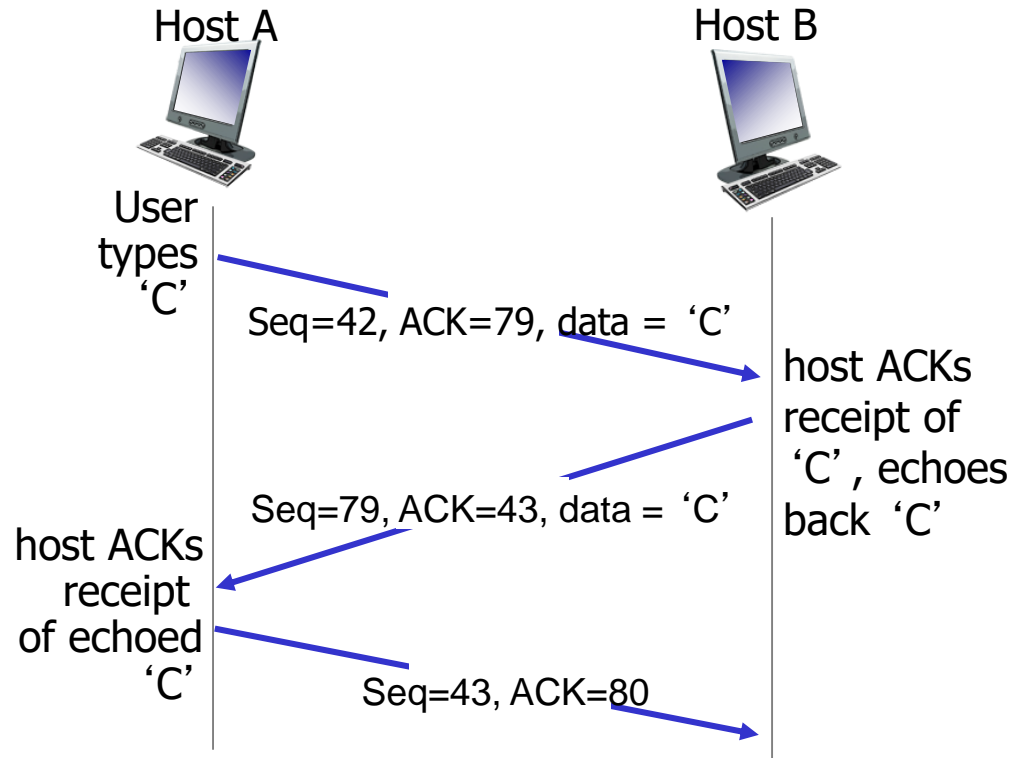 Host A
Host B
User
types
‘C’
Seq=42, ACK=79, data = ‘C’
host ACKs
receipt of
‘C’, echoes
back ‘C’
Seq=79, ACK=43, data = ‘C’
host ACKs
receipt
of echoed
‘C’
Seq=43, ACK=80